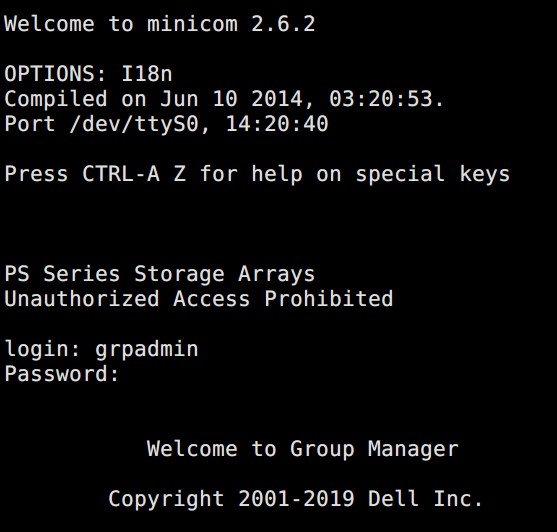 Welcome to minicom 2.6.2
OPTIONS: I18n
Compiled on Jun 10 2014, 03:20:53.
Port /dev/ttyS0, 14:20:40
Press CTRL-A Z for help on special keys
PS Series Storage Arrays
Unauthorized Access Prohibited
login: grpadmin
Password:
Welcome to Group Manager
Copyright 2001-2019 Dell Inc.